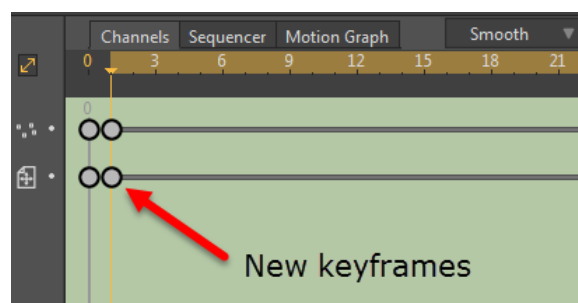 Channels Sequencer Motion Graph Smooth
0 3 6 9 12 15 18 21
0
New keyframes